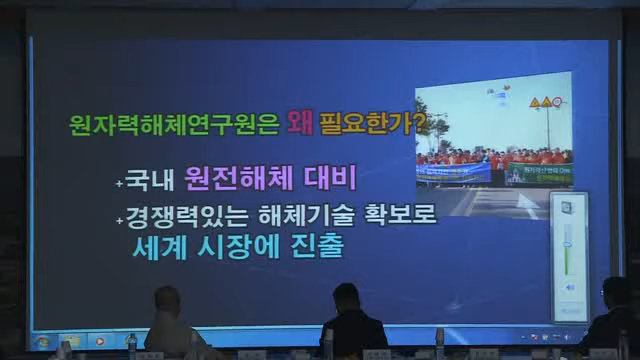 원자력해체연구원은 왜 필요한가?
+국내 원전해체 대비
+경쟁력있는 해체기술 확보로
세계 시장에 진출